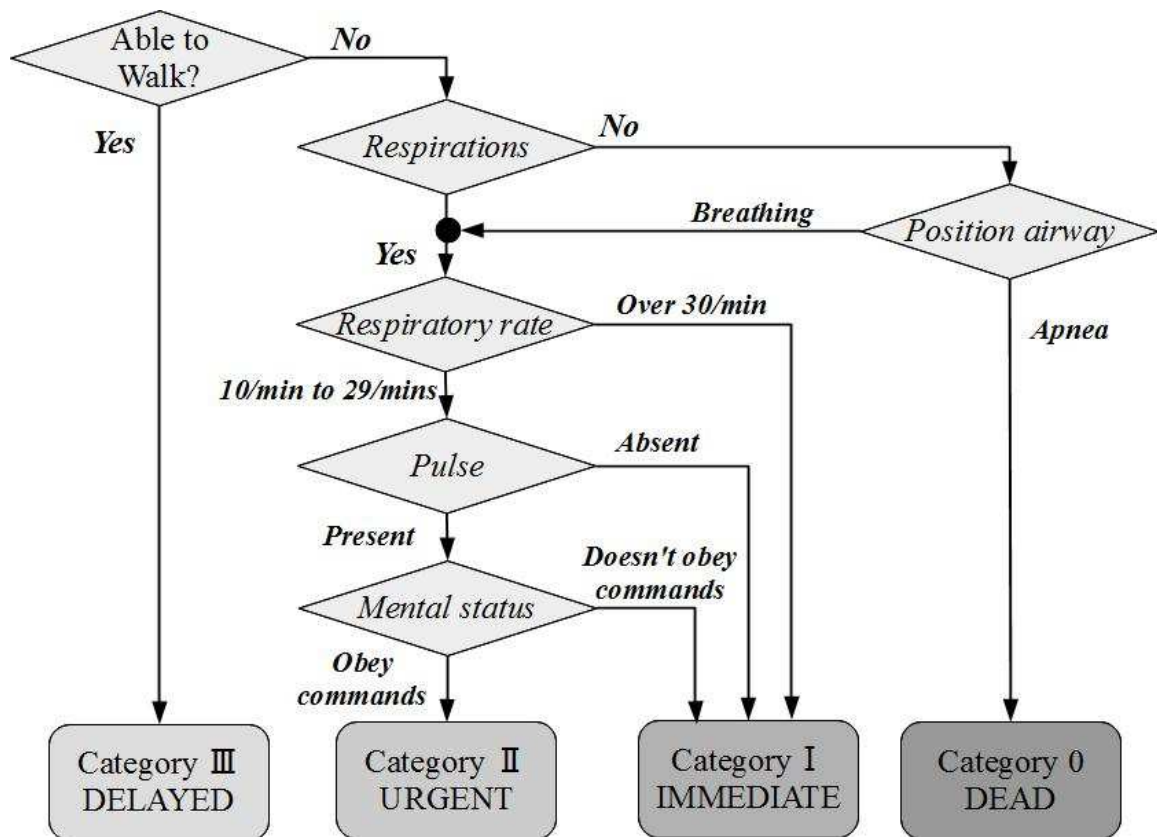 Able to
Walk?
No
Yes
Respirations
No
Breathing
Position airway
Yes
Respiratory rate
Over 30/min
Apnea
10/min to 29/mins
Pulse
Absent
Present
Doesn't obey
commands
Mental status
Obey
commands
Category Ⅲ
DELAYED
Category Ⅱ
URGENT
Category Ⅰ
IMMEDIATE
Category 0
DEAD